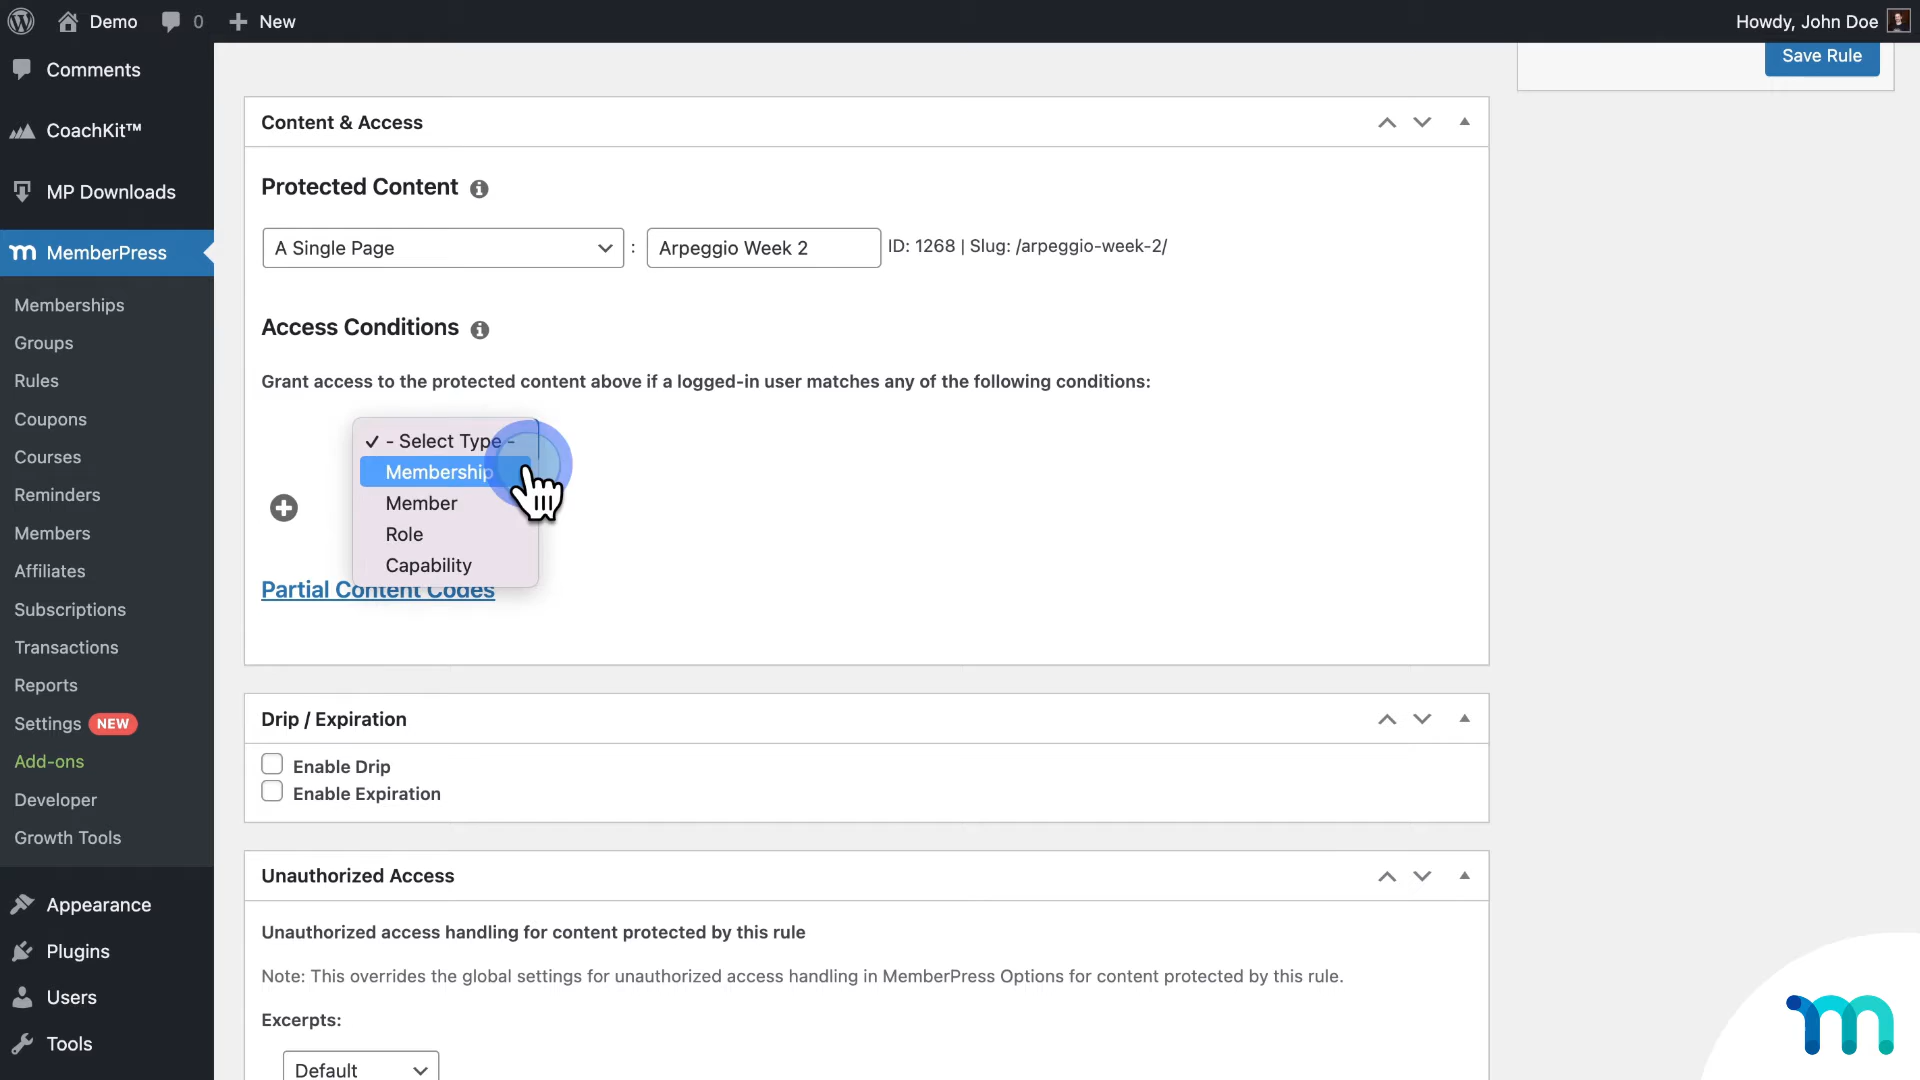 Demo
0
New
Howdy, John Doe
Comments
CoachKit™
MP Downloads
MemberPress
Memberships
Groups
Rules
Coupons
Courses
Reminders
Members
Affiliates
Subscriptions
Transactions
Reports
Settings NEW
Add-ons
Developer
Growth Tools
Appearance
Plugins
Users
Tools
Save Rule
Content & Access
Protected Content
A Single Page : Arpeggio Week 2 ID: 1268 | Slug: /arpeggio-week-2/
Access Conditions
Grant access to the protected content above if a logged-in user matches any of the following conditions:
✓ - Select Type -
Membership
Member
Role
Capability
Partial Content Codes
Drip / Expiration
Enable Drip
Enable Expiration
Unauthorized Access
Unauthorized access handling for content protected by this rule
Note: This overrides the global settings for unauthorized access handling in MemberPress Options for content protected by this rule.
Excerpts:
Default